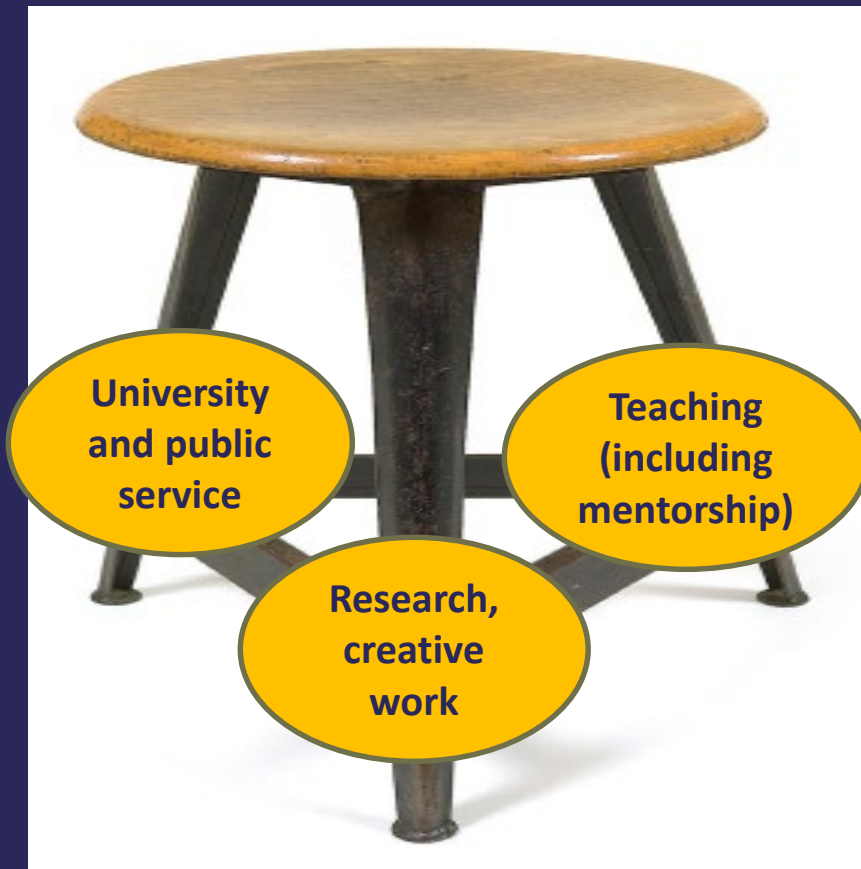 University
and public
service
Teaching
(including
mentorship)
Research,
creative
work